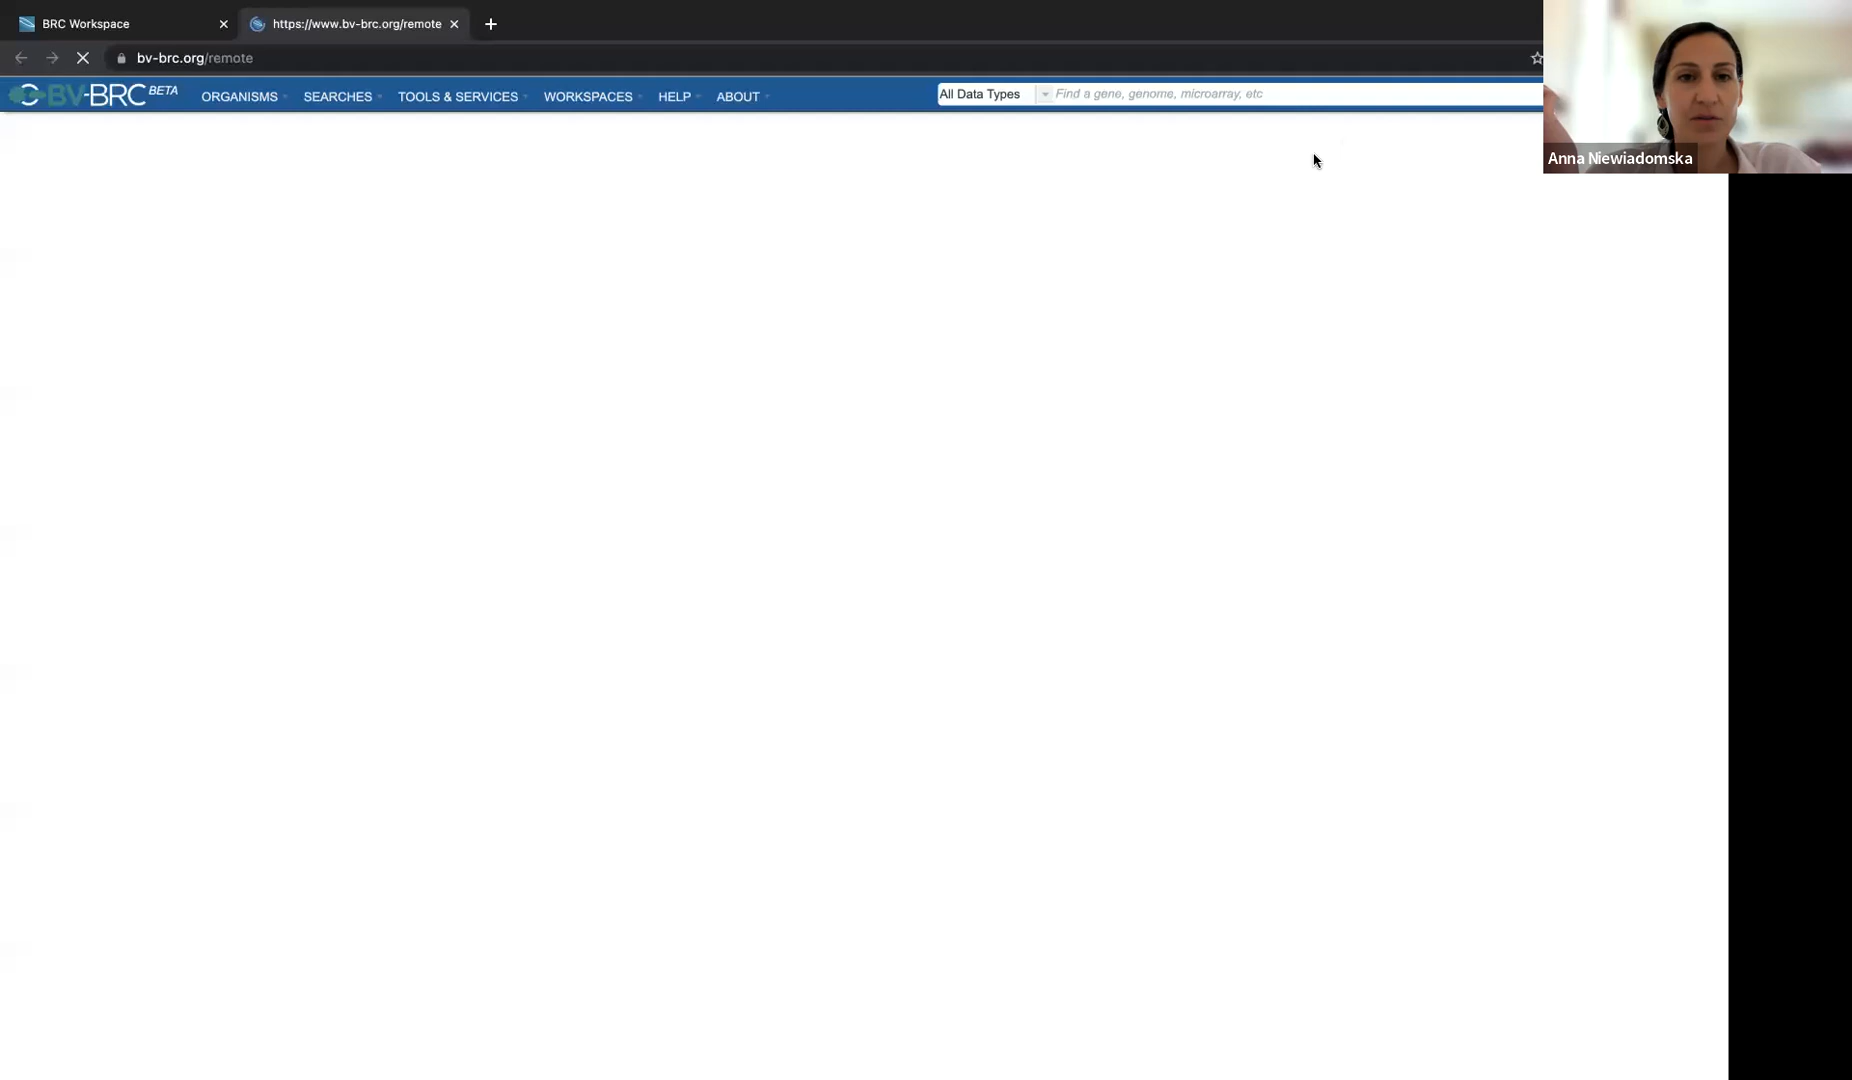 BRC Workspace
https://www.bv-brc.org/remote
bv-brc.org/remote
BV-BRC BETA
ORGANISMS SEARCHES TOOLS & SERVICES WORKSPACES HELP ABOUT
All Data Types Find a gene, genome, microarray, etc
Anna Niewiadomska